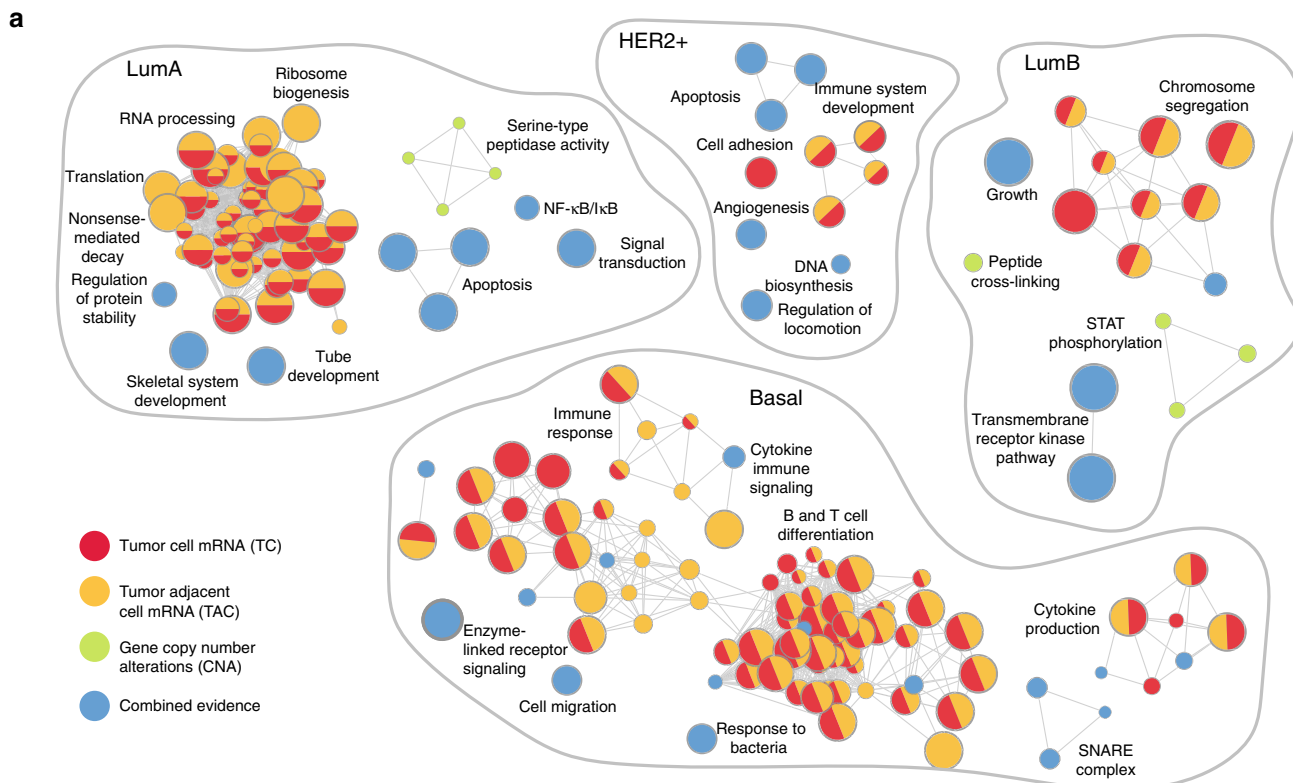 a
LumA
Ribosome
biogenesis
RNA processing
Translation
Nonsense-
mediated
decay
Regulation
of protein
stability
Skeletal system
development
Tube
development
Serine-type
peptidase activity
NF-κB/IκB
Signal
transduction
Apoptosis
HER2+
Apoptosis
Immune system
development
Cell adhesion
Angiogenesis
DNA
biosynthesis
Regulation of
locomotion
LumB
Chromosome
segregation
Growth
Peptide
cross-linking
STAT
phosphorylation
Transmembrane
receptor kinase
pathway
Basal
Immune
response
Cytokine
immune
signaling
B and T cell
differentiation
Enzyme-
linked receptor
signaling
Cell migration
Response to
bacteria
Cytokine
production
SNARE
complex
Tumor cell mRNA (TC)
Tumor adjacent
cell mRNA (TAC)
Gene copy number
alterations (CNA)
Combined evidence